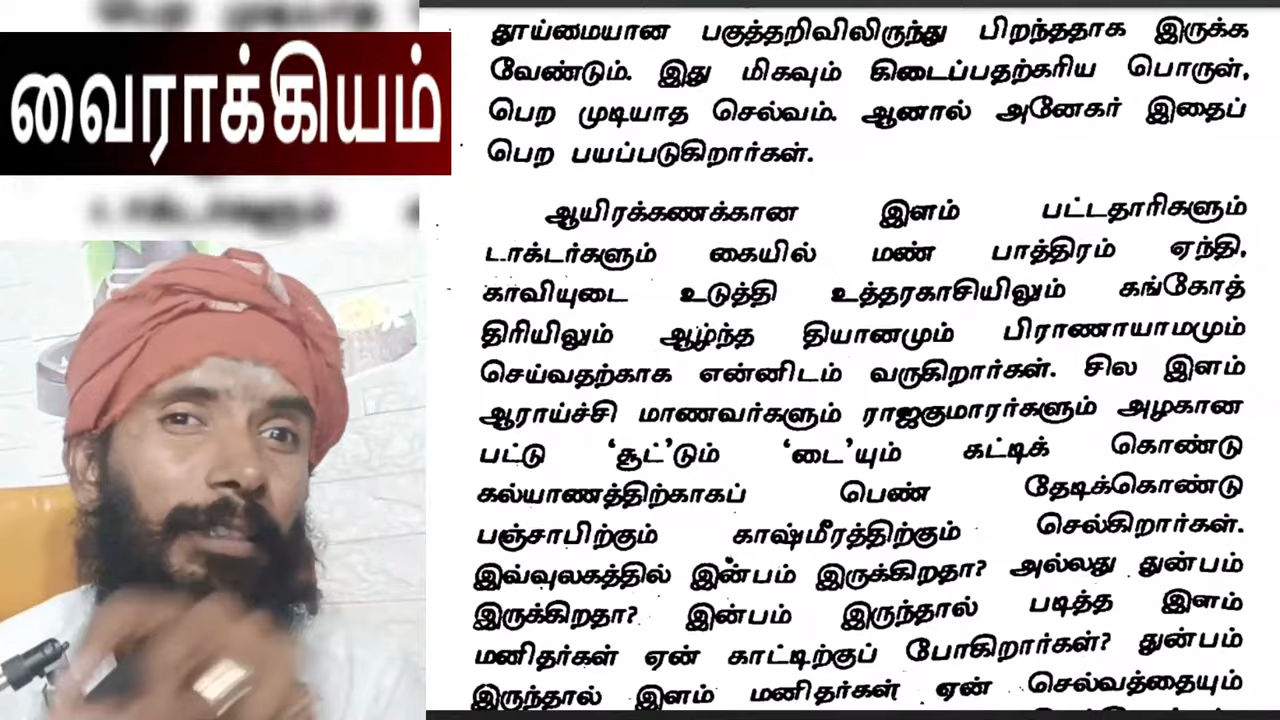 வைராக்கியம்
தூய்மையான பகுத்தறிவிலிருந்து பிறந்ததாக இருக்க
வேண்டும். இது மிகவும் கிடைப்பதற்கரிய பொருள்,
பெற முடியாத செல்வம். ஆனால் அனேகர் இதைப்
பெற பயப்படுகிறார்கள்.
ஆயிரக்கணக்கான இளம் பட்டதாரிகளும்
டாக்டர்களும் கையில் மண் பாத்திரம் ஏந்தி,
காவியுடை உடுத்தி உத்தரகாசியிலும் கங்கோத்
திரியிலும் ஆழ்ந்த தியானமும் பிராணாயாமமும்
செய்வதற்காக என்னிடம் வருகிறார்கள். சில இளம்
ஆராய்ச்சி மாணவர்களும் ராஜகுமாரர்களும் அழகான
பட்டு ‘சூட்’டும் ‘டை’யும் கட்டிக் கொண்டு
கல்யாணத்திற்காகப் பெண் தேடிக்கொண்டு
பஞ்சாபிற்கும் காஷ்மீரத்திற்கும் செல்கிறார்கள்.
இவ்வுலகத்தில் இன்பம் இருக்கிறதா? அல்லது துன்பம்
இருக்கிறதா? இன்பம் இருந்தால் படித்த இளம்
மனிதர்கள் ஏன் காட்டிற்குப் போகிறார்கள்? துன்பம்
இருந்தால் இளம் மனிதர்கள் ஏன் செல்வத்தையும்